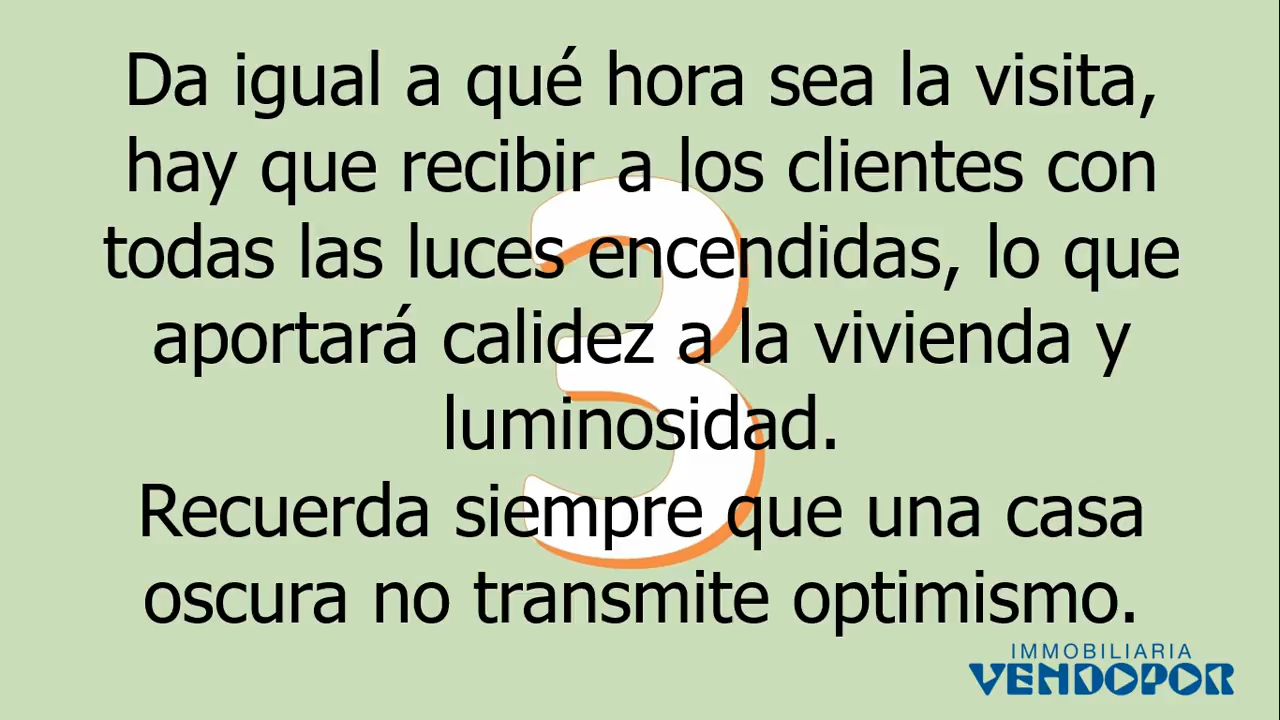 Da igual a qué hora sea la visita,
hay que recibir a los clientes con
todas las luces encendidas, lo que
aportará calidez a la vivienda y
luminosidad.
Recuerda siempre que una casa
oscura no transmite optimismo.
3
IMMOBILIARIA
VENDOPOR